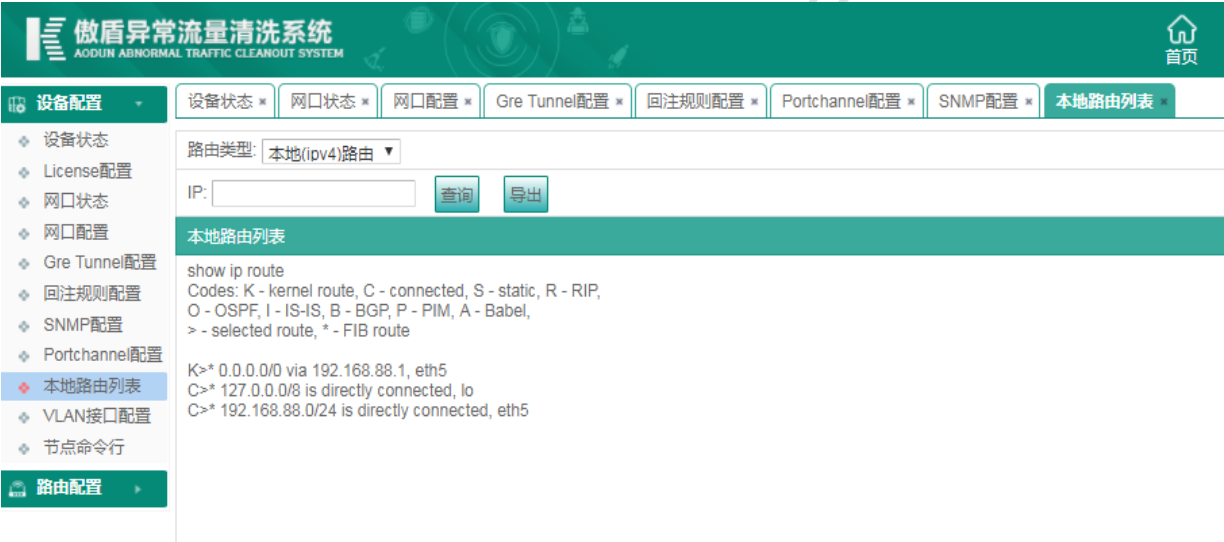 傲盾异常流量清洗系统
AODUN ABNORMAL TRAFFIC CLEANOUT SYSTEM
首页
设备配置
设备状态
License配置
网口状态
网口配置
Gre Tunnel配置
回注规则配置
SNMP配置
Portchannel配置
本地路由列表
VLAN接口配置
节点命令行
路由配置
设备状态 × 网口状态 × 网口配置 × Gre Tunnel配置 × 回注规则配置 × Portchannel配置 × SNMP配置 × 本地路由列表 ×
路由类型: 本地(ipv4)路由
IP: 查询 导出
本地路由列表
show ip route
Codes: K - kernel route, C - connected, S - static, R - RIP,
O - OSPF, I - IS-IS, B - BGP, P - PIM, A - Babel,
> - selected route, * - FIB route
K>* 0.0.0.0/0 via 192.168.88.1, eth5
C>* 127.0.0.0/8 is directly connected, lo
C>* 192.168.88.0/24 is directly connected, eth5